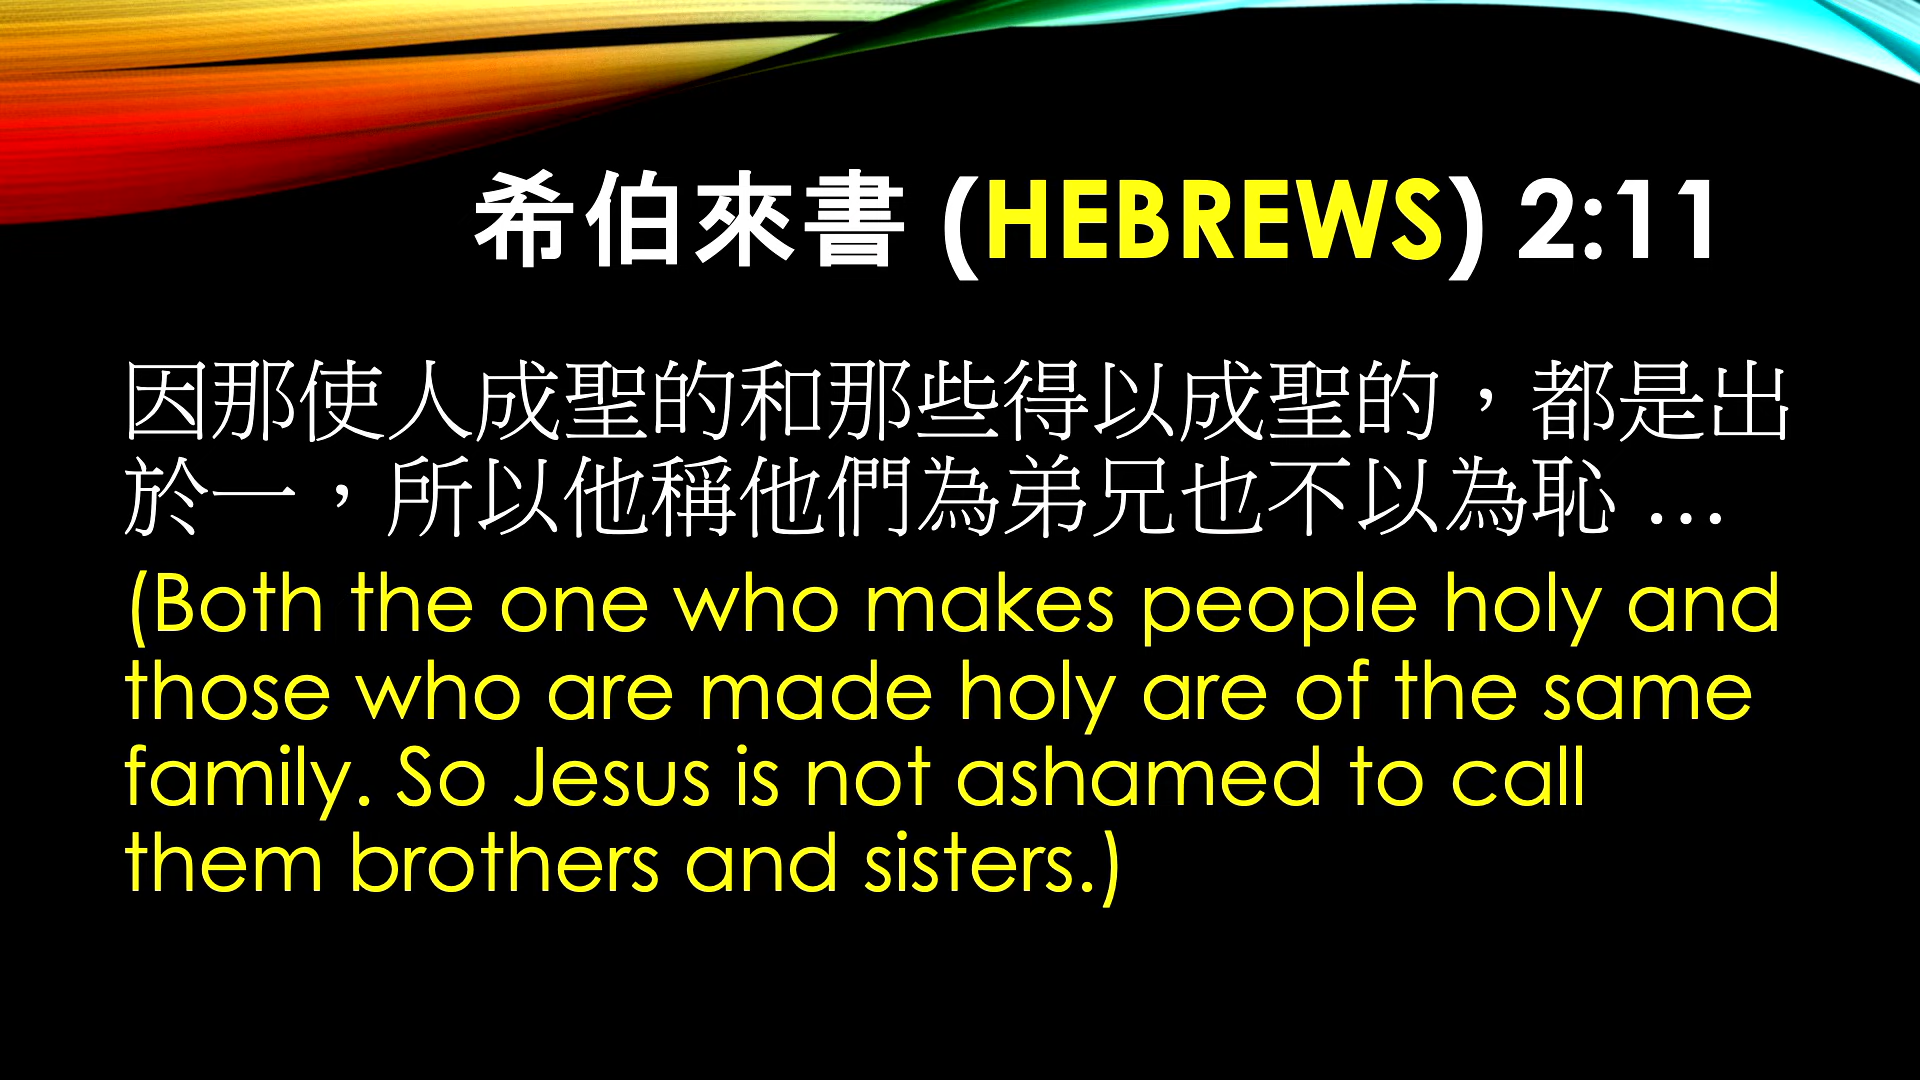 希伯來書 (HEBREWS) 2:11
因那使人成聖的和那些得以成聖的，都是出
於一，所以他稱他們為弟兄也不以為恥 …
(Both the one who makes people holy and
those who are made holy are of the same
family. So Jesus is not ashamed to call
them brothers and sisters.)